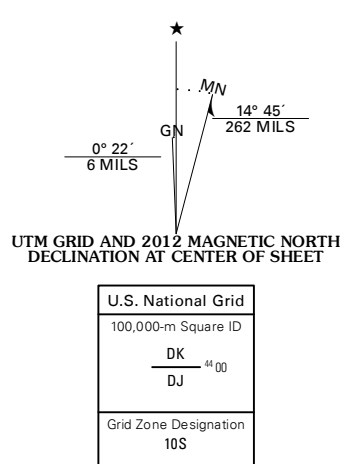 ★
MN
14° 45´
262 MILS
GN
0° 22´
6 MILS
UTM GRID AND 2012 MAGNETIC NORTH
DECLINATION AT CENTER OF SHEET
U.S. National Grid
100,000-m Square ID
DK
44 00
DJ
Grid Zone Designation
10S